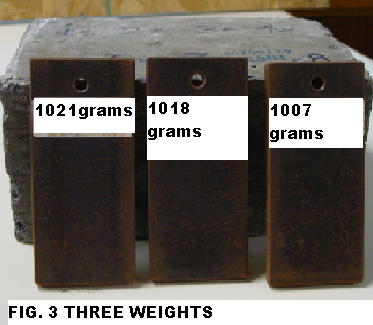 1021grams
1018
grams
1007
grams
FIG. 3 THREE WEIGHTS